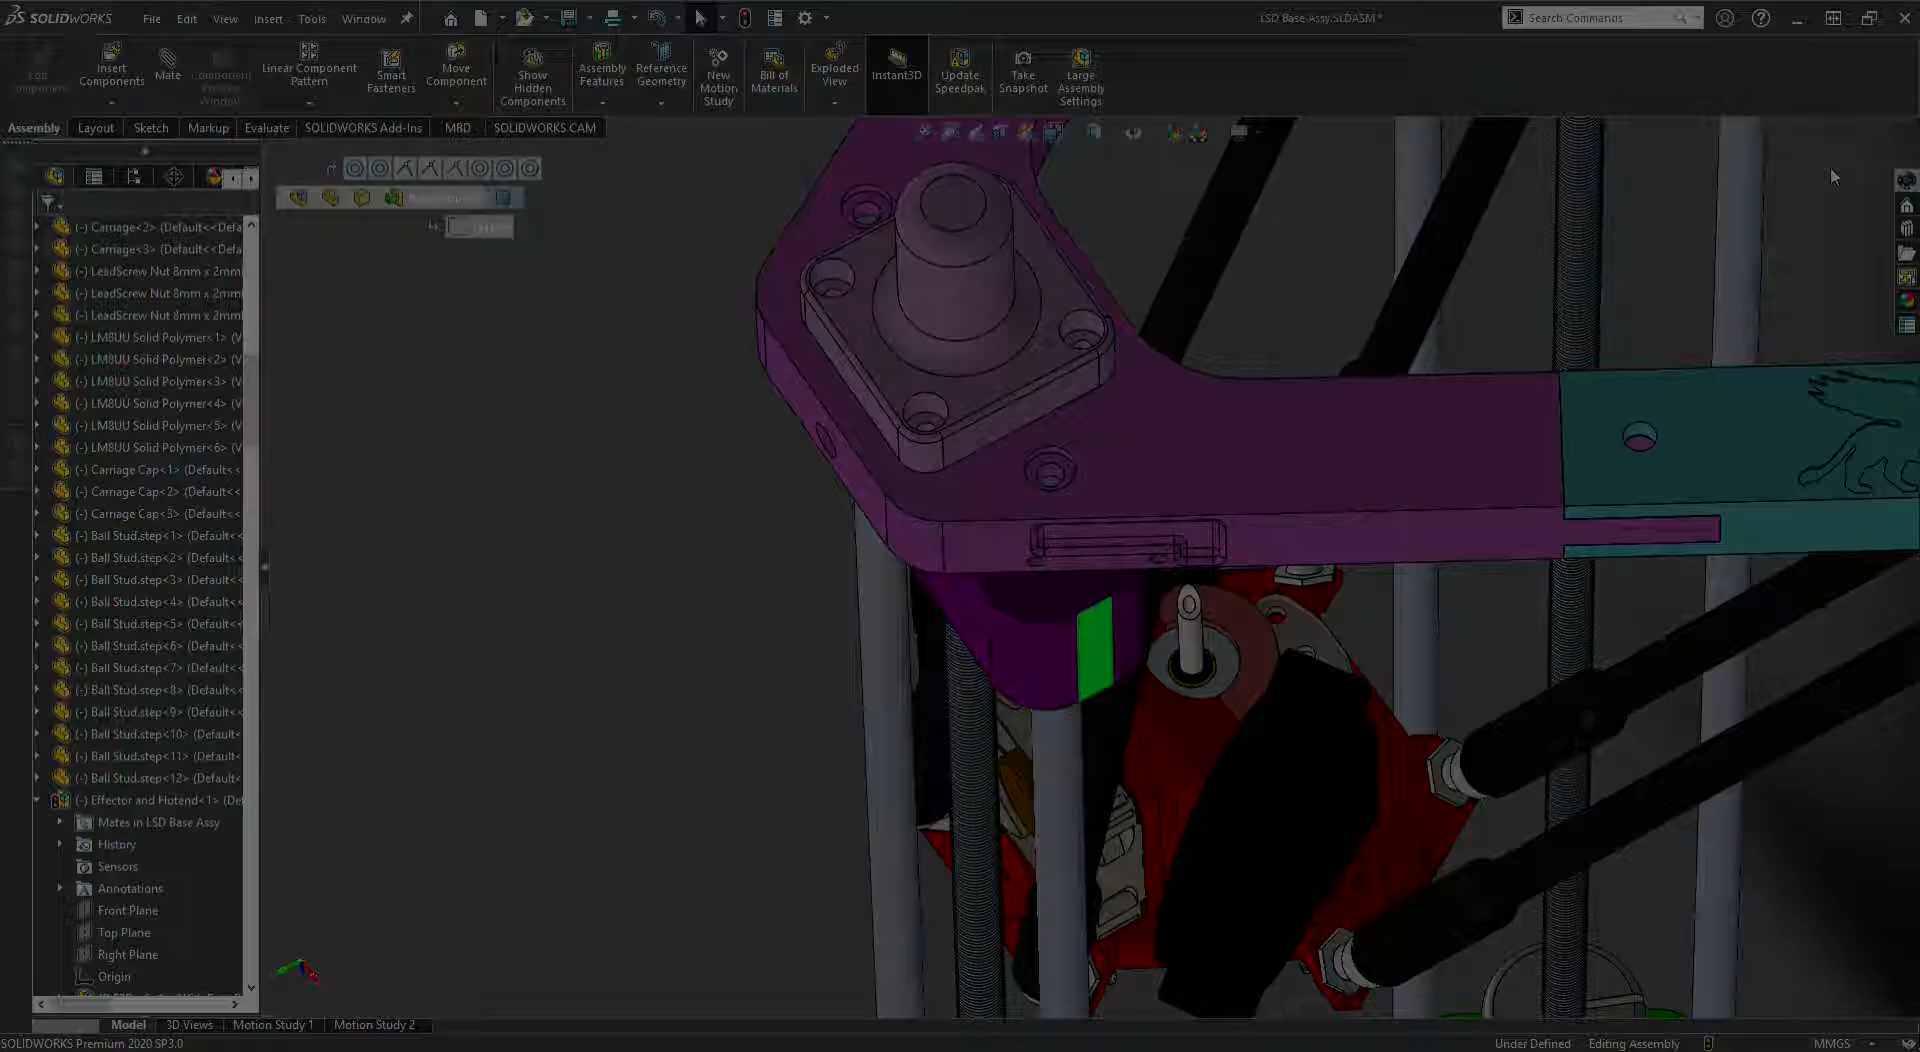 SOLIDWORKS
File Edit View Insert Tools Window
LSD Base Assy.SLDASM *
Search Commands
Edit Component
Insert Components
Mate
Component Preview Window
Linear Component Pattern
Smart Fasteners
Move Component
Show Hidden Components
Assembly Features
Reference Geometry
New Motion Study
Bill of Materials
Exploded View
Instant3D
Update Speedpak
Take Snapshot
Large Assembly Settings
Assembly Layout Sketch Markup Evaluate SOLIDWORKS Add-Ins MBD SOLIDWORKS CAM
(-) Carriage<2> (Default<<Defa
(-) Carriage<3> (Default<<Defa
(-) LeadScrew Nut 8mm x 2mm
(-) LeadScrew Nut 8mm x 2mm
(-) LeadScrew Nut 8mm x 2mm
(-) LM8UU Solid Polymer<1> (V
(-) LM8UU Solid Polymer<2> (V
(-) LM8UU Solid Polymer<3> (V
(-) LM8UU Solid Polymer<4> (V
(-) LM8UU Solid Polymer<5> (V
(-) LM8UU Solid Polymer<6> (V
(-) Carriage Cap<1> (Default<<
(-) Carriage Cap<2> (Default<<
(-) Carriage Cap<3> (Default<<
(-) Ball Stud.step<1> (Default<<
(-) Ball Stud.step<2> (Default<<
(-) Ball Stud.step<3> (Default<<
(-) Ball Stud.step<4> (Default<<
(-) Ball Stud.step<5> (Default<<
(-) Ball Stud.step<6> (Default<<
(-) Ball Stud.step<7> (Default<<
(-) Ball Stud.step<8> (Default<<
(-) Ball Stud.step<9> (Default<<
(-) Ball Stud.step<10> (Default<
(-) Ball Stud.step<11> (Default<
(-) Ball Stud.step<12> (Default<
(-) Effector and Hotend<1> (De
Mates in LSD Base Assy
History
Sensors
Annotations
Front Plane
Top Plane
Right Plane
Origin
Model 3D Views Motion Study 1 Motion Study 2
SOLIDWORKS Premium 2020 SP3.0
Under Defined Editing Assembly MMGS